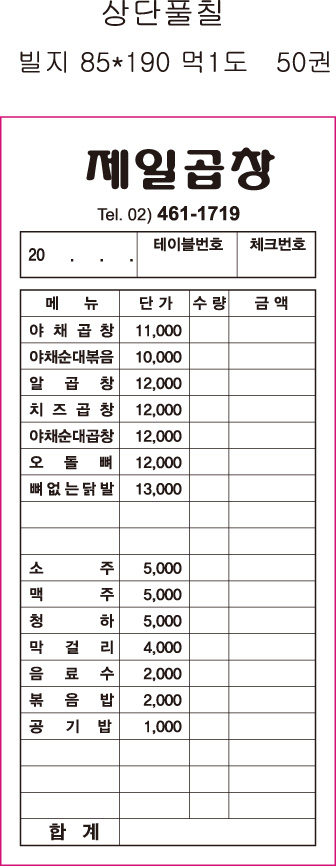 상단풀칠
빌지 85*190 먹1도 50권
제일곱창
Tel. 02) 461-1719
20 . . . 테이블번호 체크번호
메 뉴 단 가 수 량 금 액
야 채 곱 창 11,000
야채순대볶음 10,000
알 곱 창 12,000
치 즈 곱 창 12,000
야채순대곱창 12,000
오 돌 뼈 12,000
뼈없는닭발 13,000
소 주 5,000
맥 주 5,000
청 하 5,000
막 걸 리 4,000
음 료 수 2,000
볶 음 밥 2,000
공 기 밥 1,000
합 계